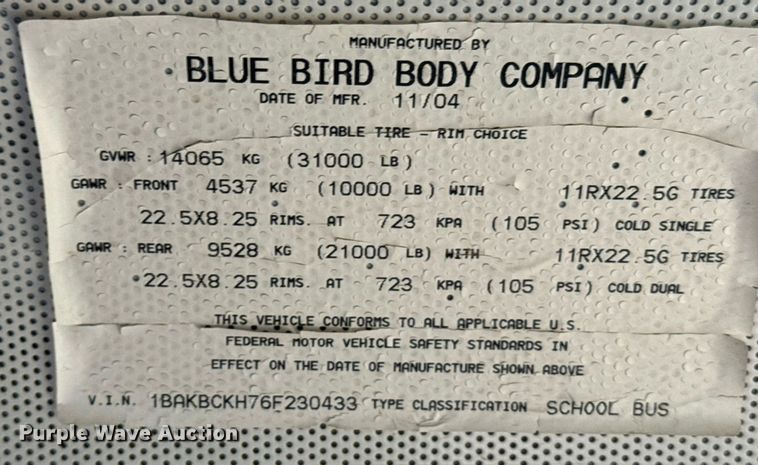 MANUFACTURED BY
BLUE BIRD BODY COMPANY
DATE OF MFR. 11/04
SUITABLE TIRE - RIM CHOICE
GVWR : 14065 KG (31000 LB)
GAWR : FRONT 4537 KG (10000 LB) WITH 11RX22.5G TIRES
22.5X8.25 RIMS. AT 723 KPA (105 PSI) COLD SINGLE
GAWR : REAR 9528 KG (21000 LB) WITH 11RX22.5G TIRES
22.5X8.25 RIMS. AT 723 KPA (105 PSI) COLD DUAL
THIS VEHICLE CONFORMS TO ALL APPLICABLE U.S.
FEDERAL MOTOR VEHICLE SAFETY STANDARDS IN
EFFECT ON THE DATE OF MANUFACTURE SHOWN ABOVE
V.I.N. 1BAKBCKH76F230433 TYPE CLASSIFICATION SCHOOL BUS
Purple Wave Auction